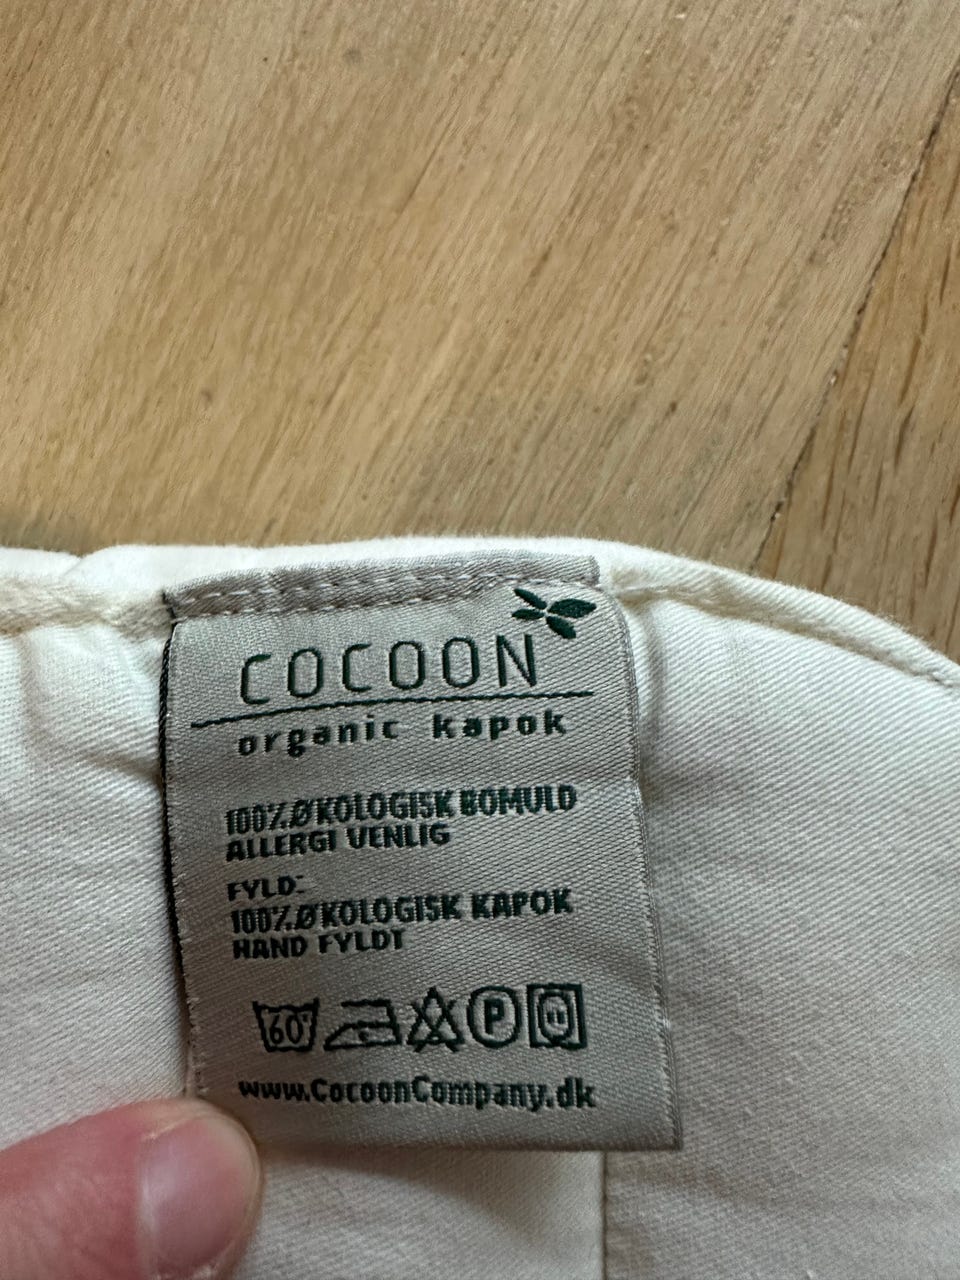 COCOON
organic kapok
100% ØKOLOGISK BOMULD
ALLERGI VENLIG
FYLD:
100% ØKOLOGISK KAPOK
HAND FYLDT
60° P
www.CocoonCompany.dk